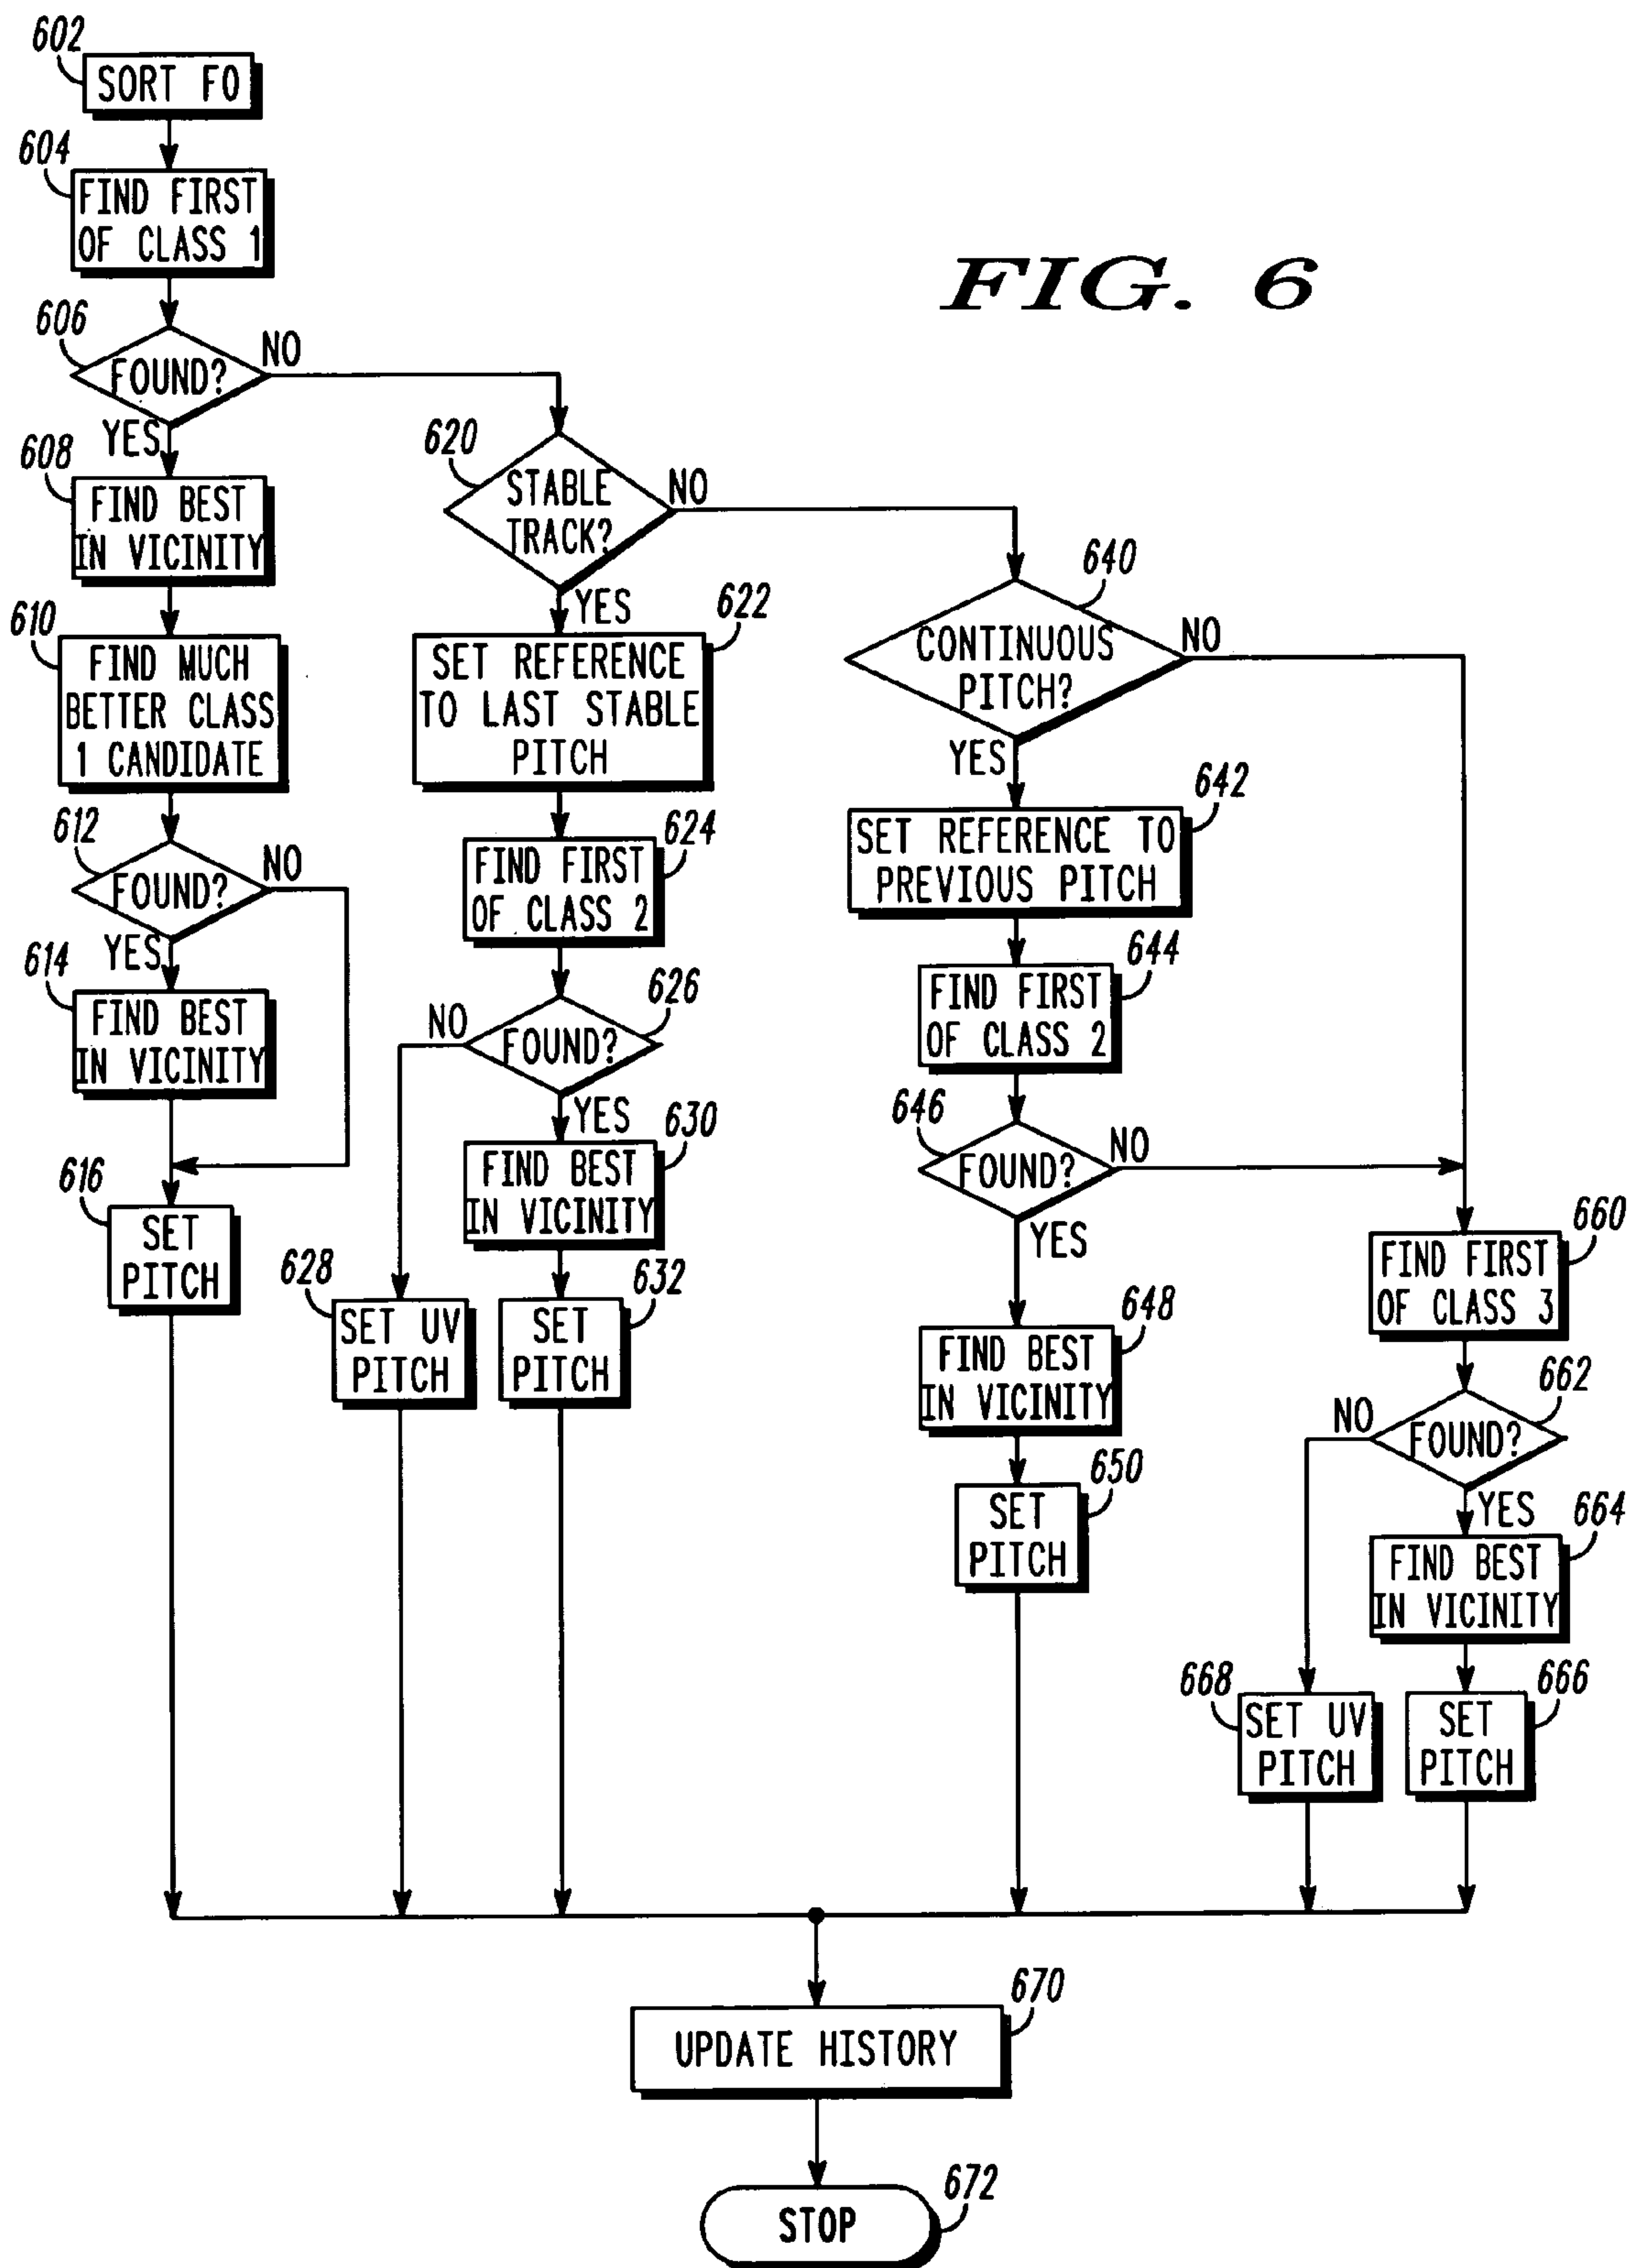 FIG. 6
602
SORT F0
604
FIND FIRST
OF CLASS 1
606
FOUND?
NO
YES
608
FIND BEST
IN VICINITY
610
FIND MUCH
BETTER CLASS
1 CANDIDATE
612
FOUND?
NO
YES
614
FIND BEST
IN VICINITY
616
SET
PITCH
620
STABLE
TRACK?
NO
YES
622
SET REFERENCE
TO LAST STABLE
PITCH
624
FIND FIRST
OF CLASS 2
626
FOUND?
NO
YES
628
SET UV
PITCH
630
FIND BEST
IN VICINITY
632
SET
PITCH
640
CONTINUOUS
PITCH?
NO
YES
642
SET REFERENCE TO
PREVIOUS PITCH
644
FIND FIRST
OF CLASS 2
646
FOUND?
NO
YES
648
FIND BEST
IN VICINITY
650
SET
PITCH
660
FIND FIRST
OF CLASS 3
662
FOUND?
NO
YES
664
FIND BEST
IN VICINITY
668
SET UV
PITCH
666
SET
PITCH
670
UPDATE HISTORY
672
STOP